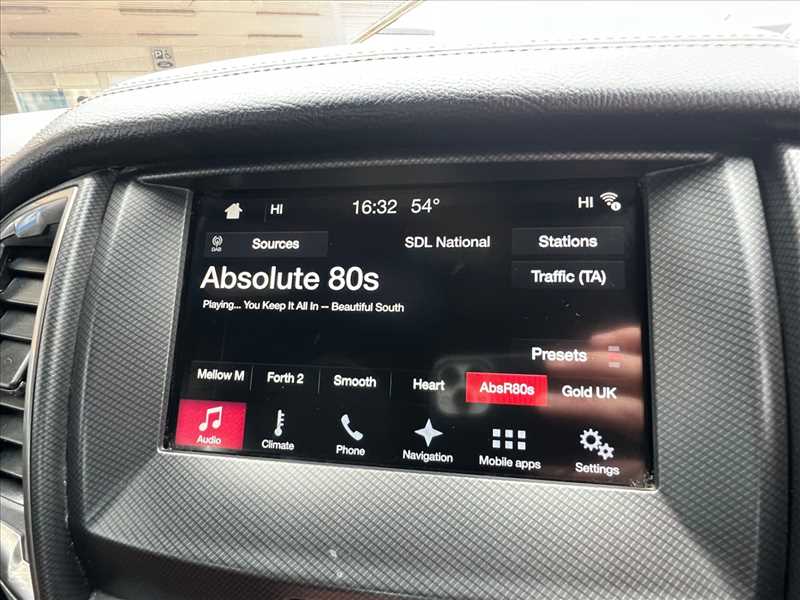 P
HI 16:32 54° HI
DAB Sources SDL National Stations
Absolute 80s Traffic (TA)
Playing... You Keep It All In -- Beautiful South
Presets
Mellow M Forth 2 Smooth Heart AbsR80s Gold UK
Audio Climate Phone Navigation Mobile apps Settings